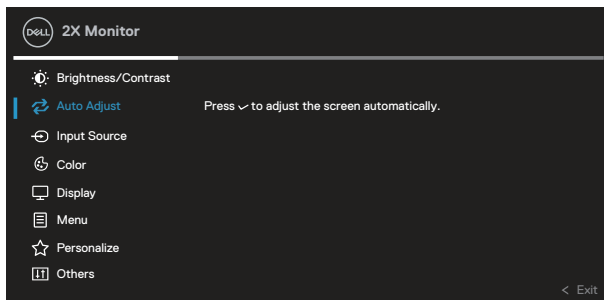 DELL 2X Monitor
Brightness/Contrast
Auto Adjust Press ✓ to adjust the screen automatically.
Input Source
Color
Display
Menu
Personalize
Others
< Exit